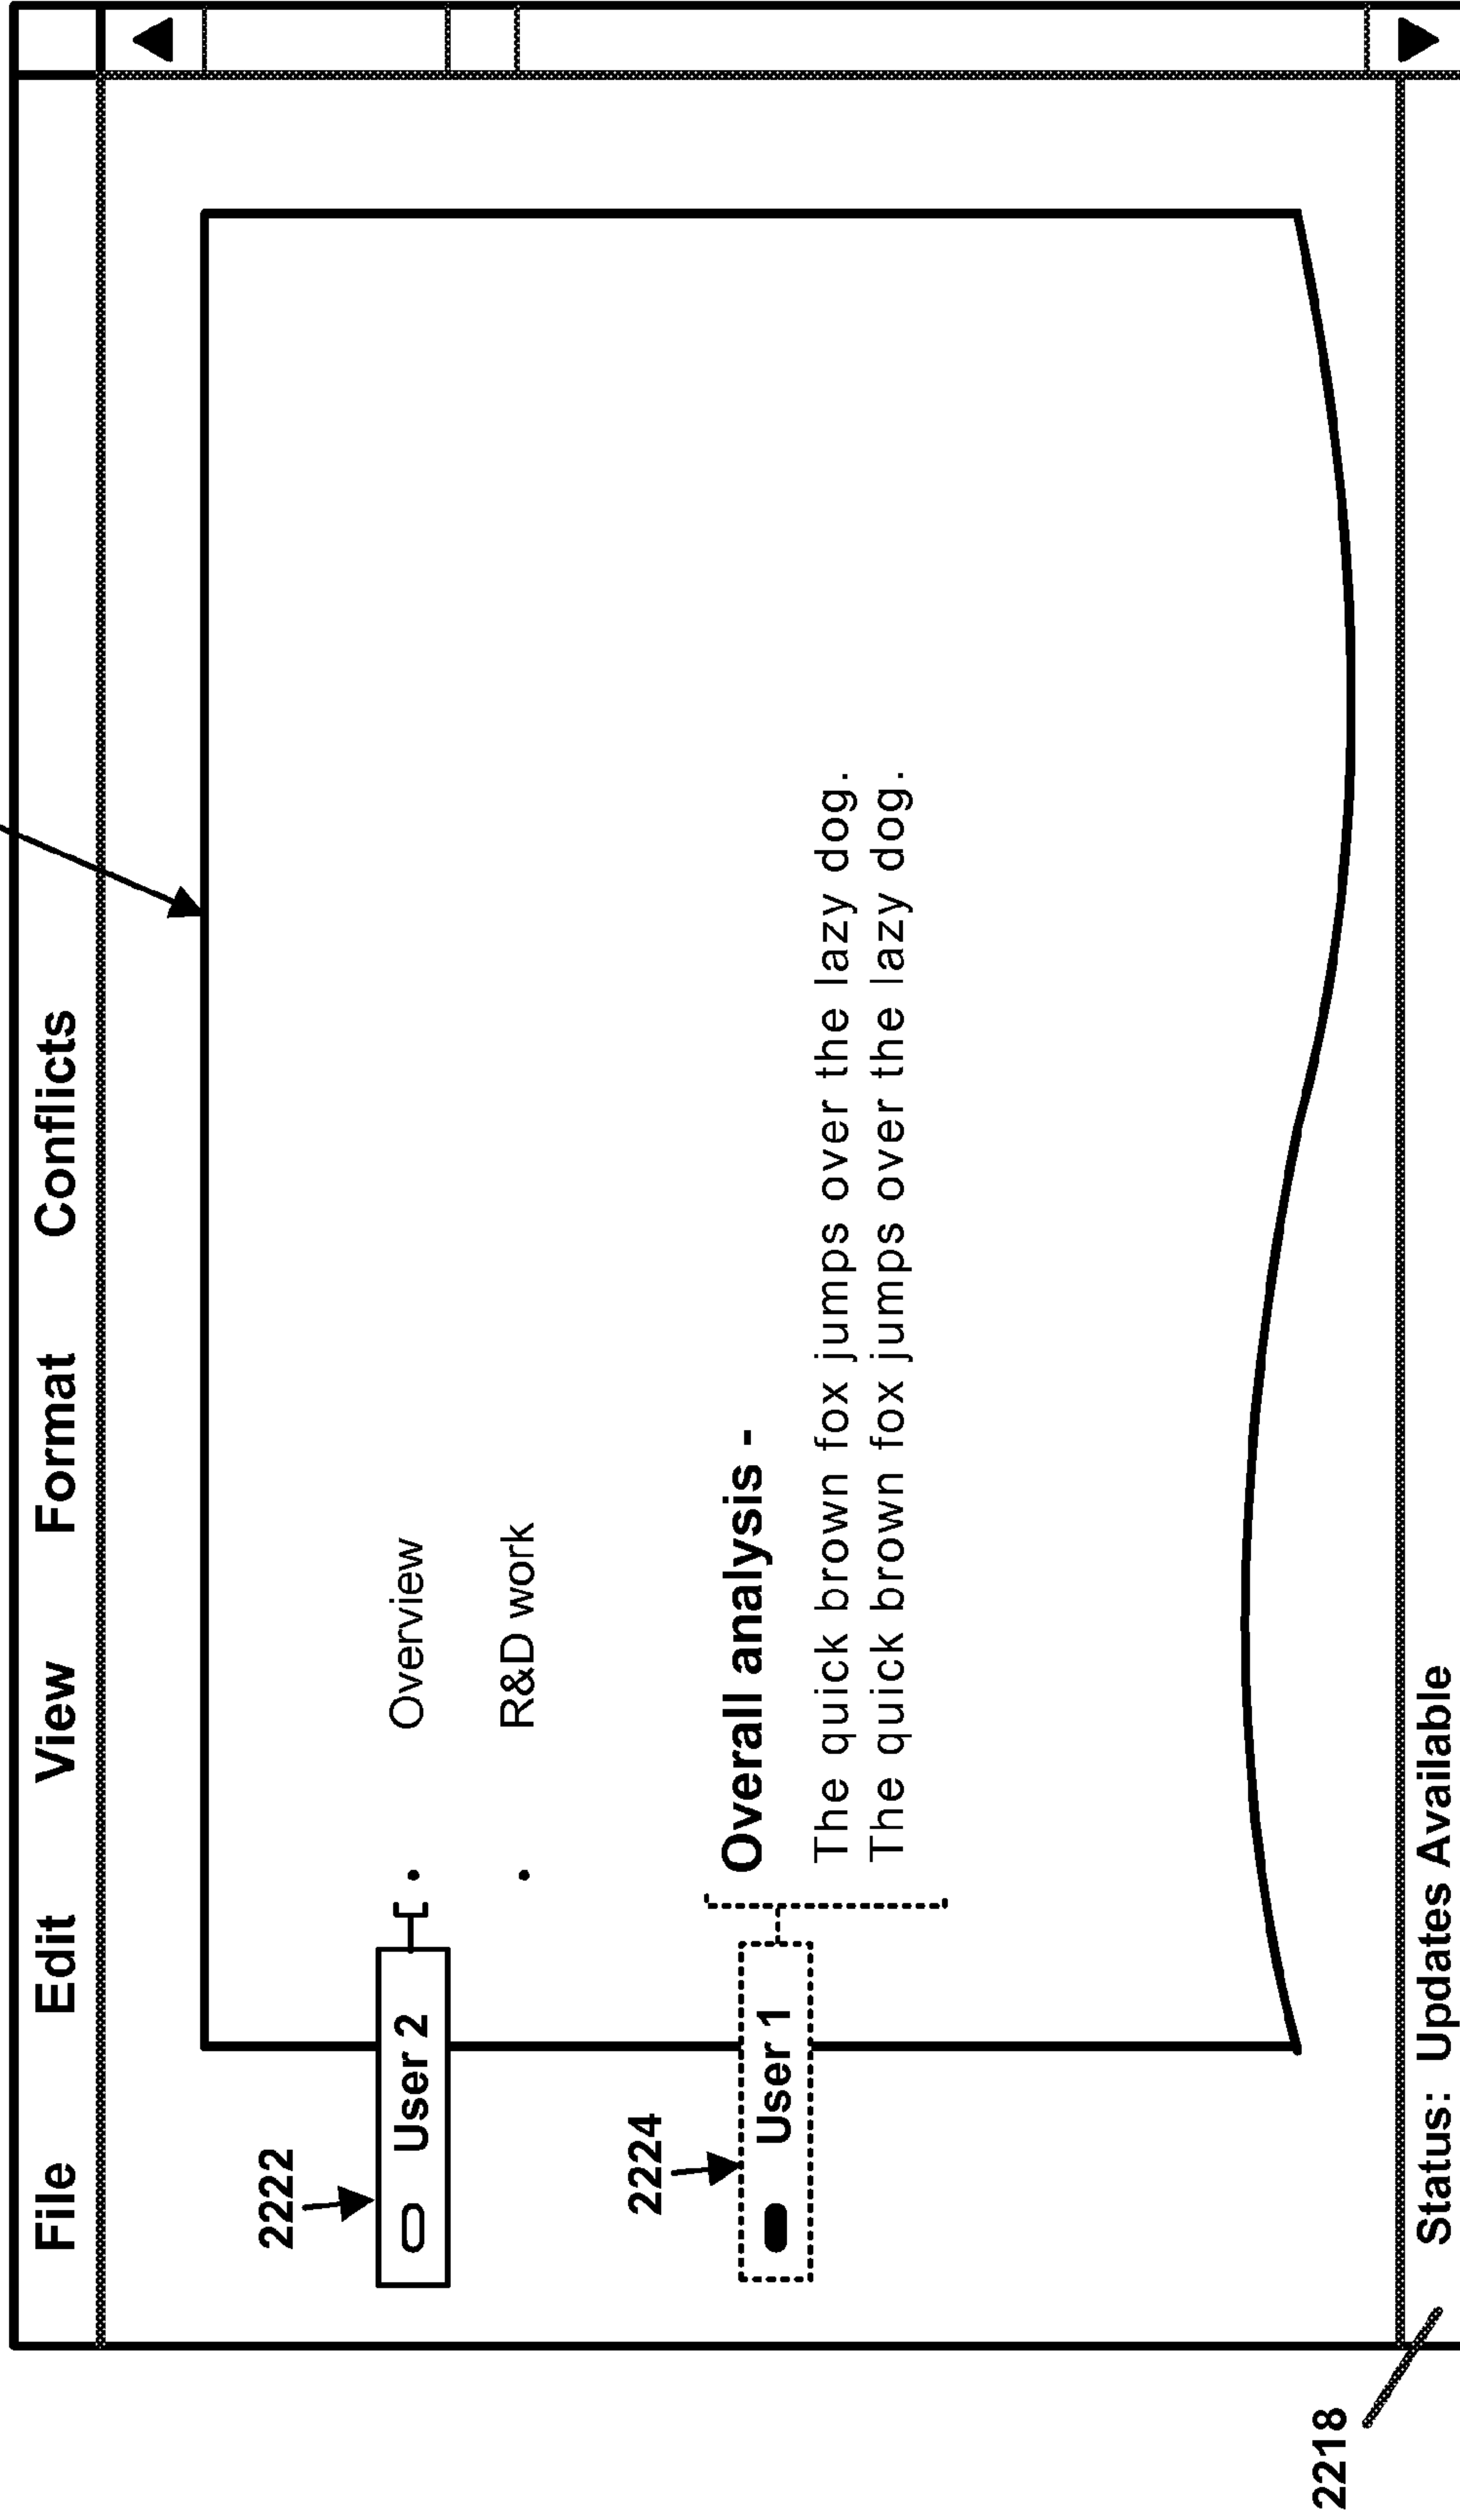 File Edit View Format Conflicts
2222
User 2 • Overview
• R&D work
2224
Overall analysis -
User 1
The quick brown fox jumps over the lazy dog.
The quick brown fox jumps over the lazy dog.
2218
Status: Updates Available